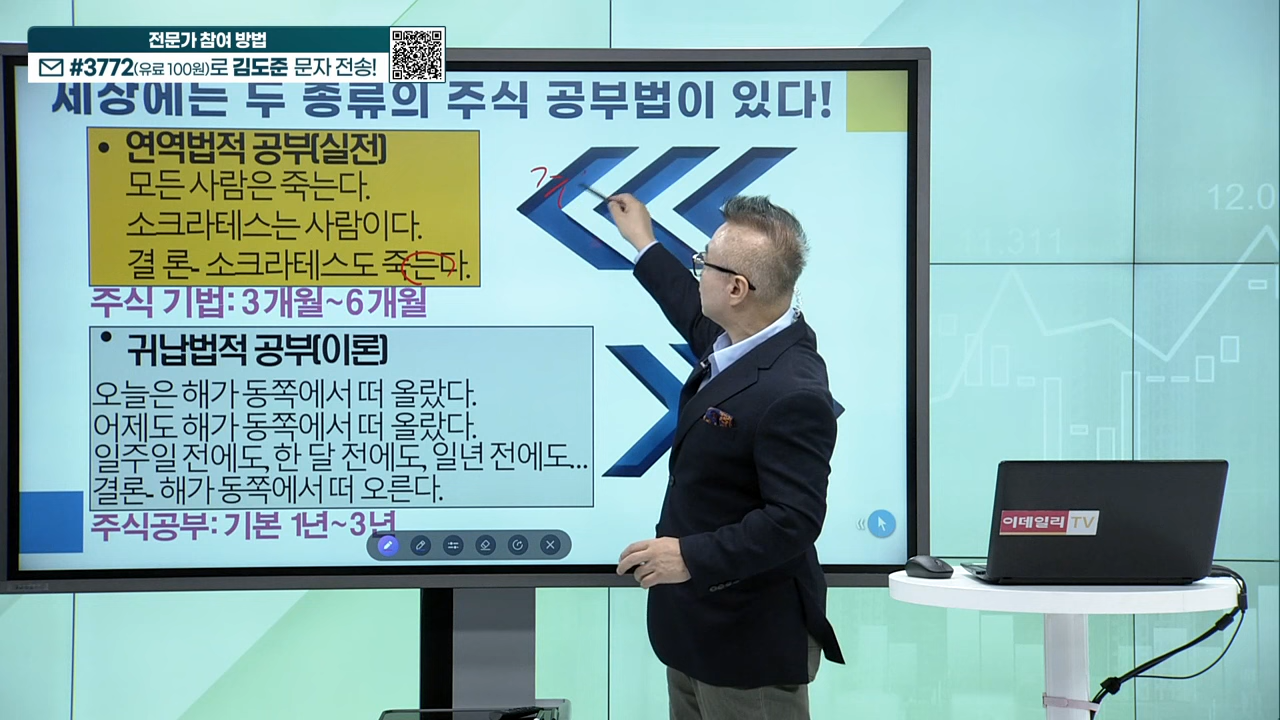 전문가 참여 방법
#3772(유료 100원)로 김도준 문자 전송!
세상에는 두 종류의 주식 공부법이 있다!
• 연역법적 공부(실전)
모든 사람은 죽는다.
소크라테스는 사람이다.
결 론- 소크라테스도 죽는다.
주식 기법: 3개월~6개월
• 귀납법적 공부(이론)
오늘은 해가 동쪽에서 떠 올랐다.
어제도 해가 동쪽에서 떠 올랐다.
일주일 전에도, 한 달 전에도, 일년 전에도...
결론- 해가 동쪽에서 떠 오른다.
주식공부: 기본 1년~3년
12.0
11.311
이데일리 TV